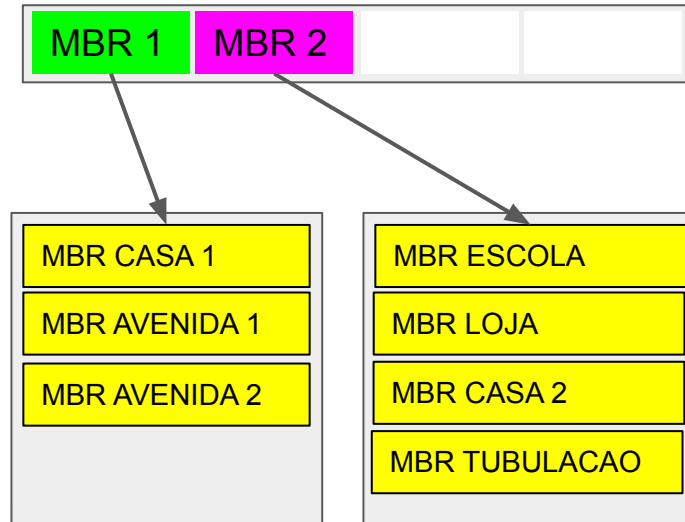 MBR 1
MBR 2
MBR CASA 1
MBR AVENIDA 1
MBR AVENIDA 2
MBR ESCOLA
MBR LOJA
MBR CASA 2
MBR TUBULACAO